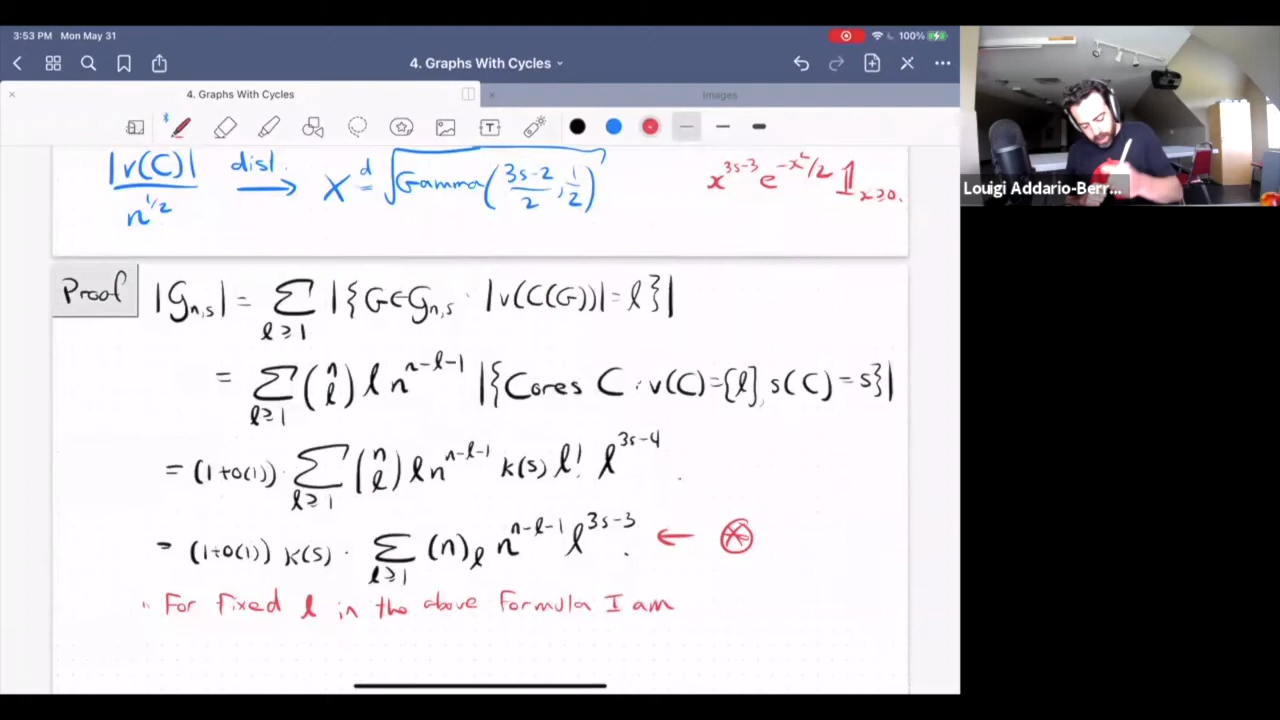 3:53 PM Mon May 31
100%
4. Graphs With Cycles
4. Graphs With Cycles
Images
|v(C)| / n^{1/2} dist. → X =^d √Gamma((3s-2)/2, 1/2)
x^{3s-3} e^{-x²/2} 𝟙_{x≥0}.
Louigi Addario-Berr...
Proof |G_{n,s}| = Σ_{l≥1} |{G∈G_{n,s} : |v(C(G))| = l}|
= Σ_{l≥1} (n l) l n^{n-l-1} |{Cores C : v(C)=[l], s(C)=s}|
= (1+o(1)) · Σ_{l≥1} (n l) l n^{n-l-1} K(s) l! l^{3s-4}.
= (1+o(1)) K(s) · Σ_{l≥1} (n)_l n^{n-l-1} l^{3s-3}. ← ⊛
"For fixed l in the above formula I am